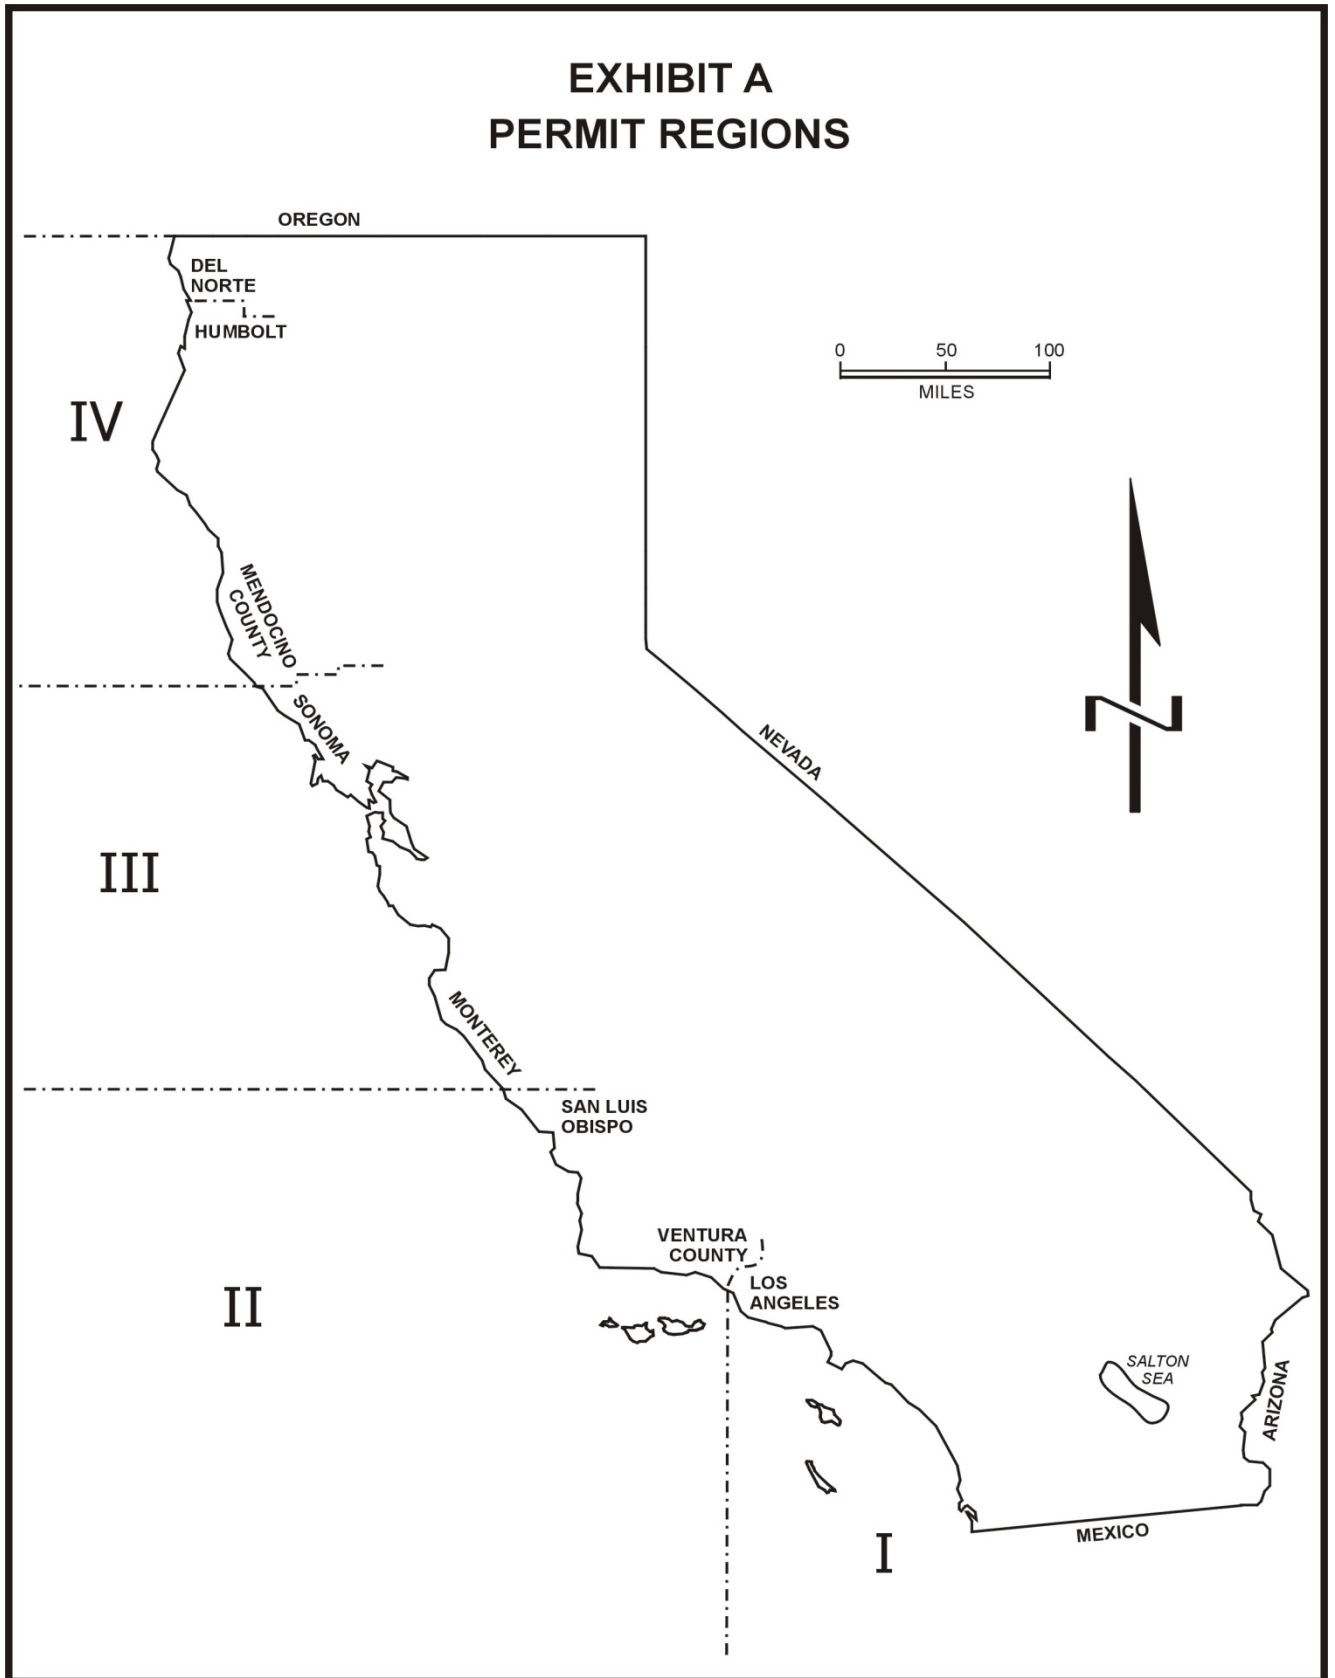 EXHIBIT A
PERMIT REGIONS
OREGON
DEL
NORTE
HUMBOLT
0 50 100
MILES
IV
MENDOCINO
COUNTY
SONOMA
N
NEVADA
III
MONTEREY
SAN LUIS
OBISPO
VENTURA
COUNTY
LOS
ANGELES
II
SALTON
SEA
ARIZONA
MEXICO
I